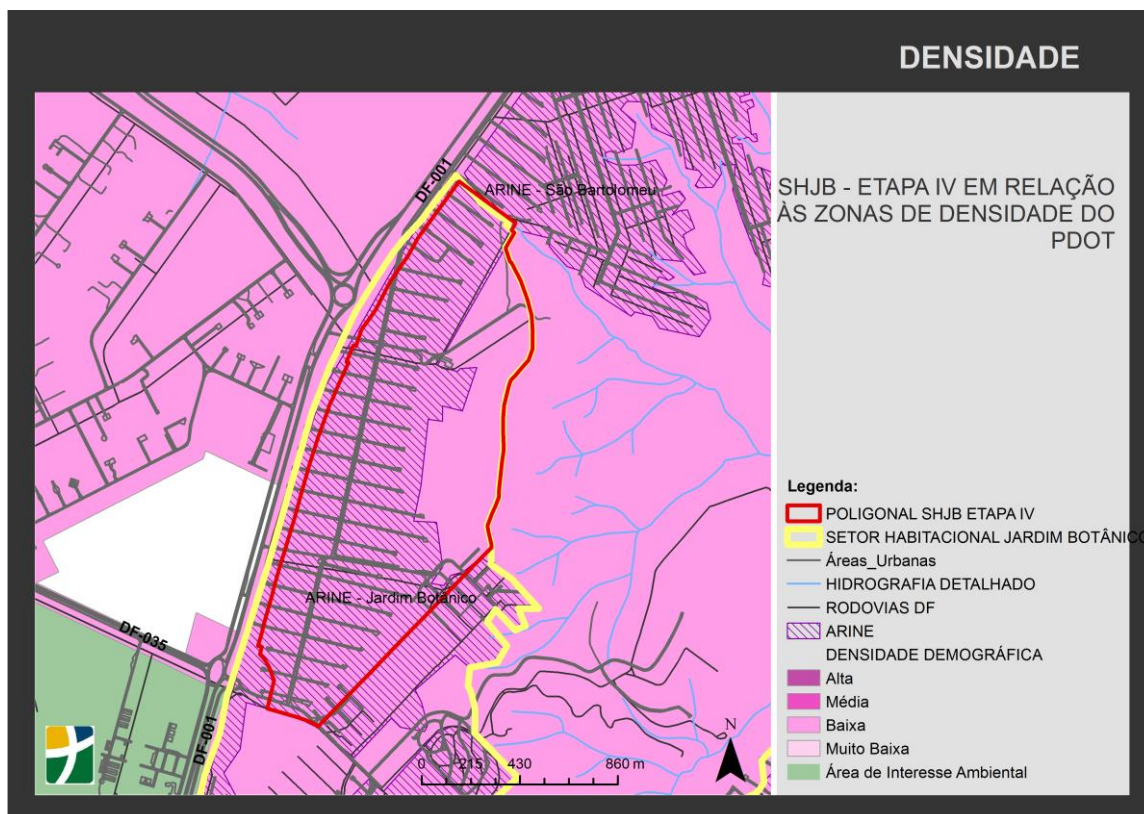 DENSIDADE
SHJB - ETAPA IV EM RELAÇÃO
ÀS ZONAS DE DENSIDADE DO
PDOT
DF-001
ARINE - São Bartolomeu
ARINE - Jardim Botânico
DF-035
DF-001
0 215 430 860 m
N
Legenda:
POLIGONAL SHJB ETAPA IV
SETOR HABITACIONAL JARDIM BOTÂNICO
Áreas_Urbanas
HIDROGRAFIA DETALHADO
RODOVIAS DF
ARINE
DENSIDADE DEMOGRÁFICA
Alta
Média
Baixa
Muito Baixa
Área de Interesse Ambiental